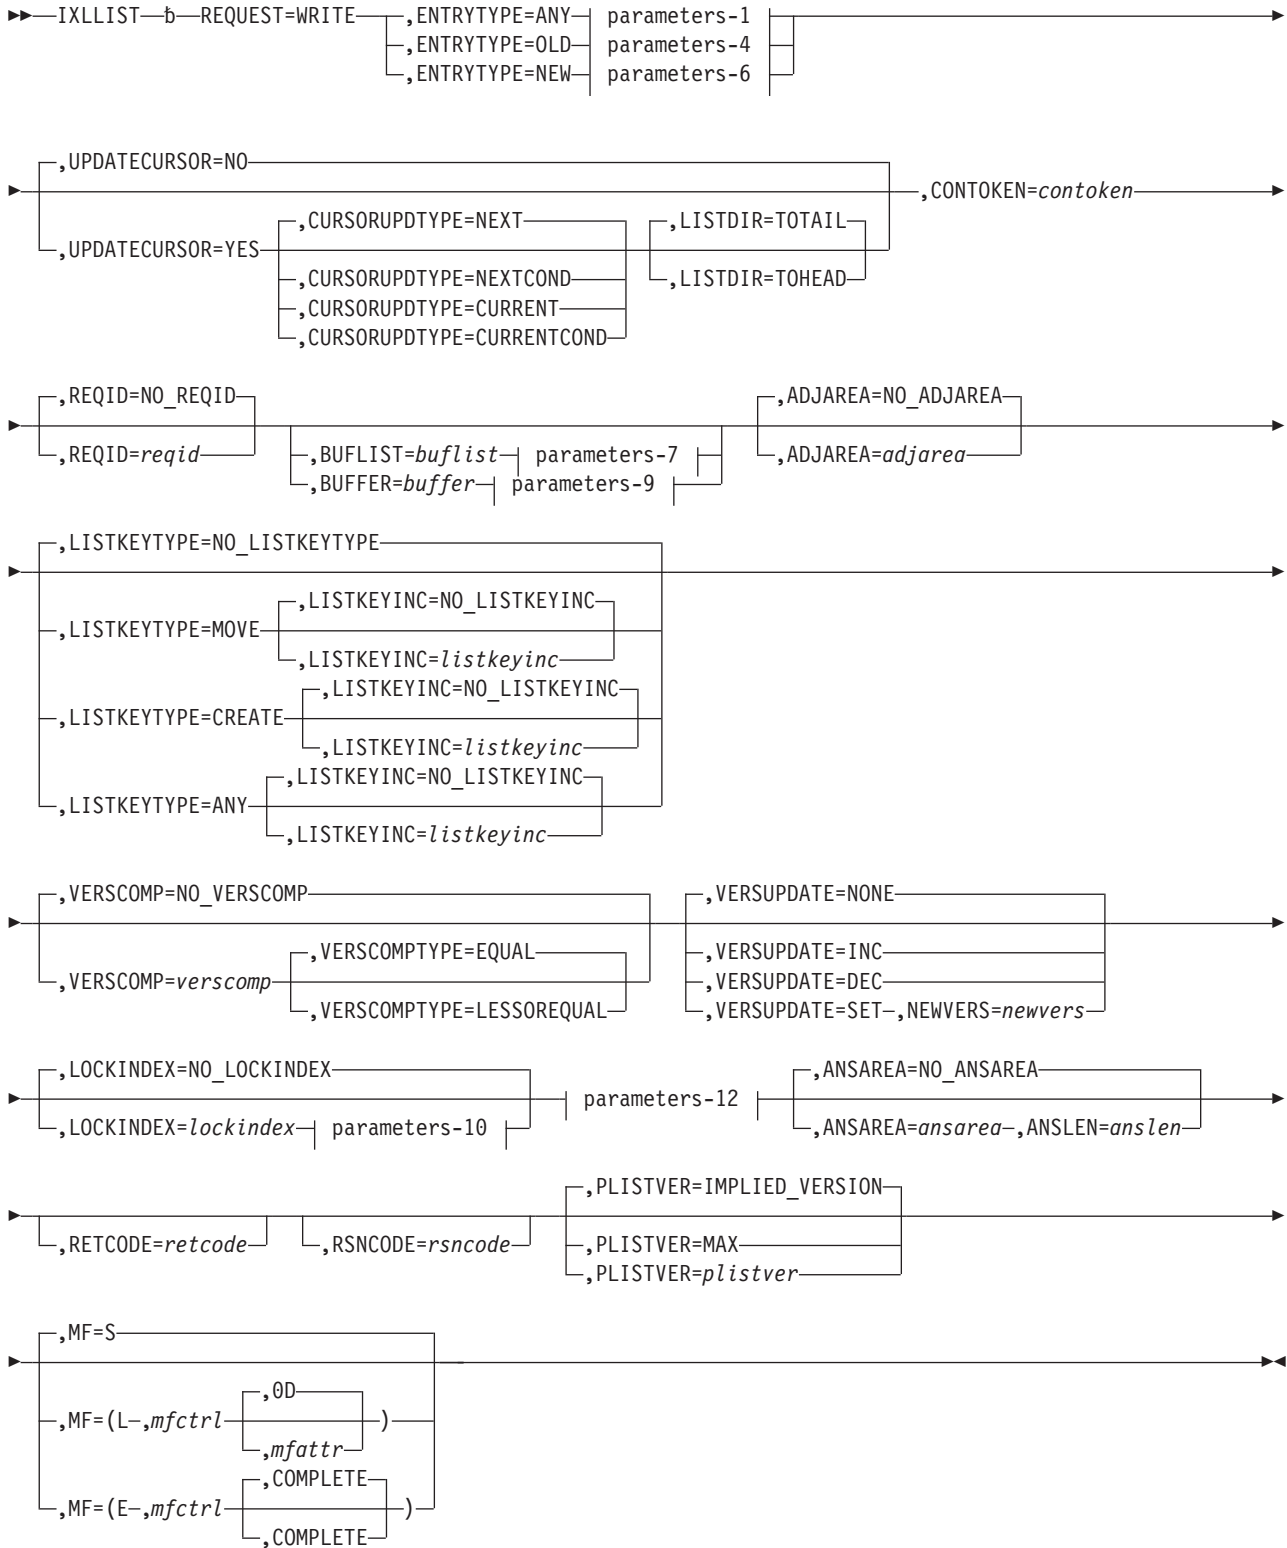 IXLLIST ƀ REQUEST=WRITE ,ENTRYTYPE=ANY parameters-1
,ENTRYTYPE=OLD parameters-4
,ENTRYTYPE=NEW parameters-6
,UPDATECURSOR=NO
,CONTOKEN=contoken
,CURSORUPDTYPE=NEXT ,LISTDIR=TOTAIL
,UPDATECURSOR=YES
,CURSORUPDTYPE=NEXTCOND ,LISTDIR=TOHEAD
,CURSORUPDTYPE=CURRENT
,CURSORUPDTYPE=CURRENTCOND
,REQID=NO_REQID ,ADJAREA=NO_ADJAREA
,REQID=reqid ,BUFLIST=buflist parameters-7 ,ADJAREA=adjarea
,BUFFER=buffer parameters-9
,LISTKEYTYPE=NO_LISTKEYTYPE
,LISTKEYINC=NO_LISTKEYINC
,LISTKEYTYPE=MOVE
,LISTKEYINC=listkeyinc
,LISTKEYINC=NO_LISTKEYINC
,LISTKEYTYPE=CREATE
,LISTKEYINC=listkeyinc
,LISTKEYINC=NO_LISTKEYINC
,LISTKEYTYPE=ANY
,LISTKEYINC=listkeyinc
,VERSCOMP=NO_VERSCOMP ,VERSUPDATE=NONE
,VERSCOMPTYPE=EQUAL ,VERSUPDATE=INC
,VERSCOMP=verscomp ,VERSUPDATE=DEC
,VERSCOMPTYPE=LESSOREQUAL ,VERSUPDATE=SET ,NEWVERS=newvers
,LOCKINDEX=NO_LOCKINDEX ,ANSAREA=NO_ANSAREA
parameters-12
,LOCKINDEX=lockindex parameters-10 ,ANSAREA=ansarea ,ANSLEN=anslen
,PLISTVER=IMPLIED_VERSION
,RETCODE=retcode ,RSNCODE=rsncode ,PLISTVER=MAX
,PLISTVER=plistver
,MF=S
,0D
,MF=(L ,mfctrl )
,mfattr
,COMPLETE
,MF=(E ,mfctrl )
,COMPLETE